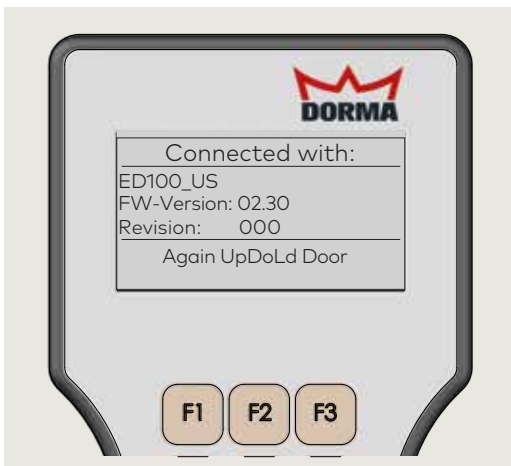 DORMA
Connected with:
ED100_US
FW-Version: 02.30
Revision: 000
Again UpDoLd Door
F1 F2 F3